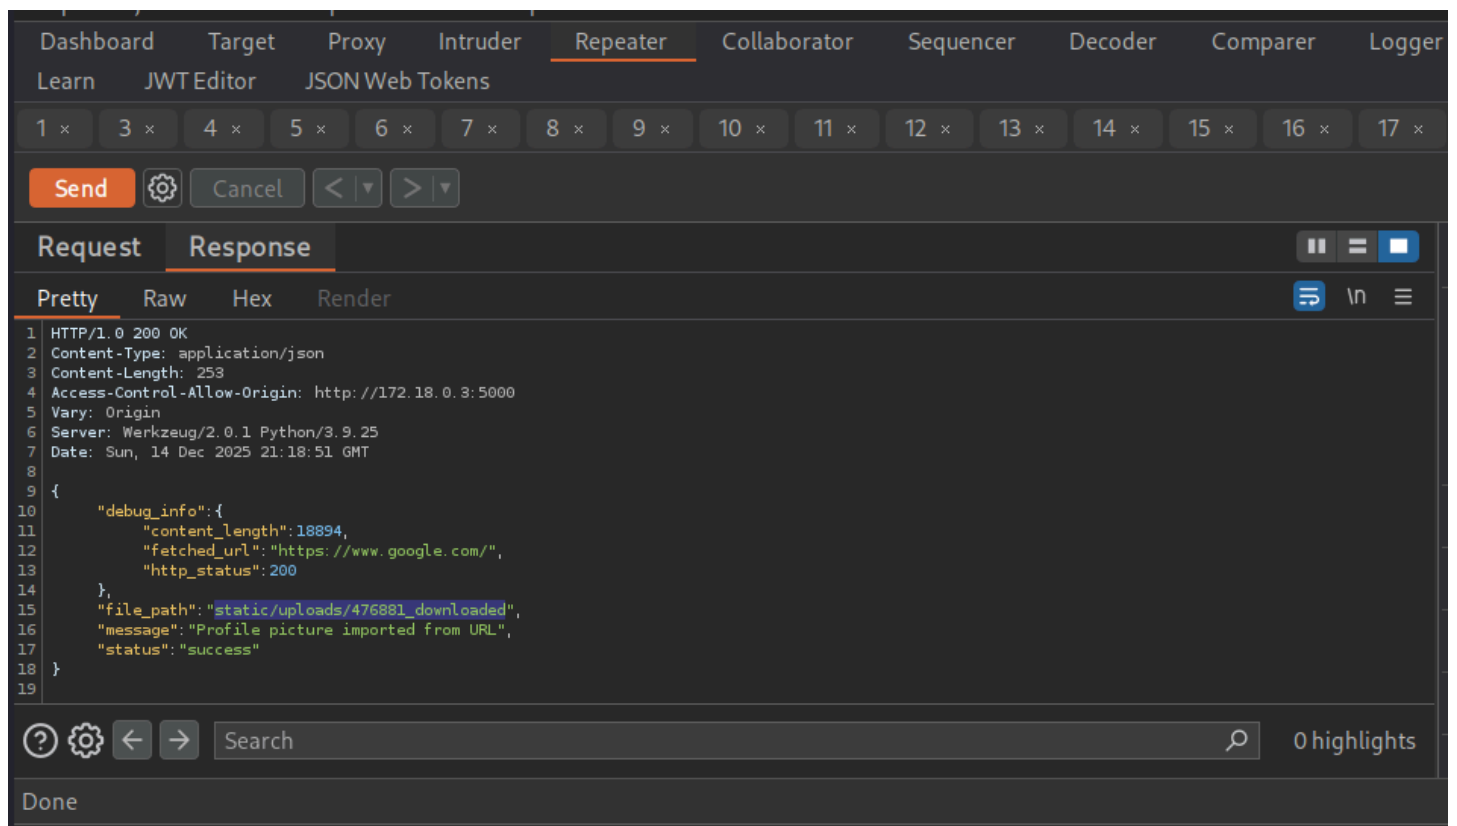 Dashboard Target Proxy Intruder Repeater Collaborator Sequencer Decoder Comparer Logger
Learn JWT Editor JSON Web Tokens
1 × 3 × 4 × 5 × 6 × 7 × 8 × 9 × 10 × 11 × 12 × 13 × 14 × 15 × 16 × 17 ×
Send Cancel < > 
Request Response
Pretty Raw Hex Render \n
1 HTTP/1.0 200 OK
2 Content-Type: application/json
3 Content-Length: 253
4 Access-Control-Allow-Origin: http://172.18.0.3:5000
5 Vary: Origin
6 Server: Werkzeug/2.0.1 Python/3.9.25
7 Date: Sun, 14 Dec 2025 21:18:51 GMT
8
9 {
10 "debug_info":{
11 "content_length":18894,
12 "fetched_url":"https://www.google.com/",
13 "http_status":200
14 },
15 "file_path":"static/uploads/476881_downloaded",
16 "message":"Profile picture imported from URL",
17 "status":"success"
18 }
19
Search 0 highlights
Done